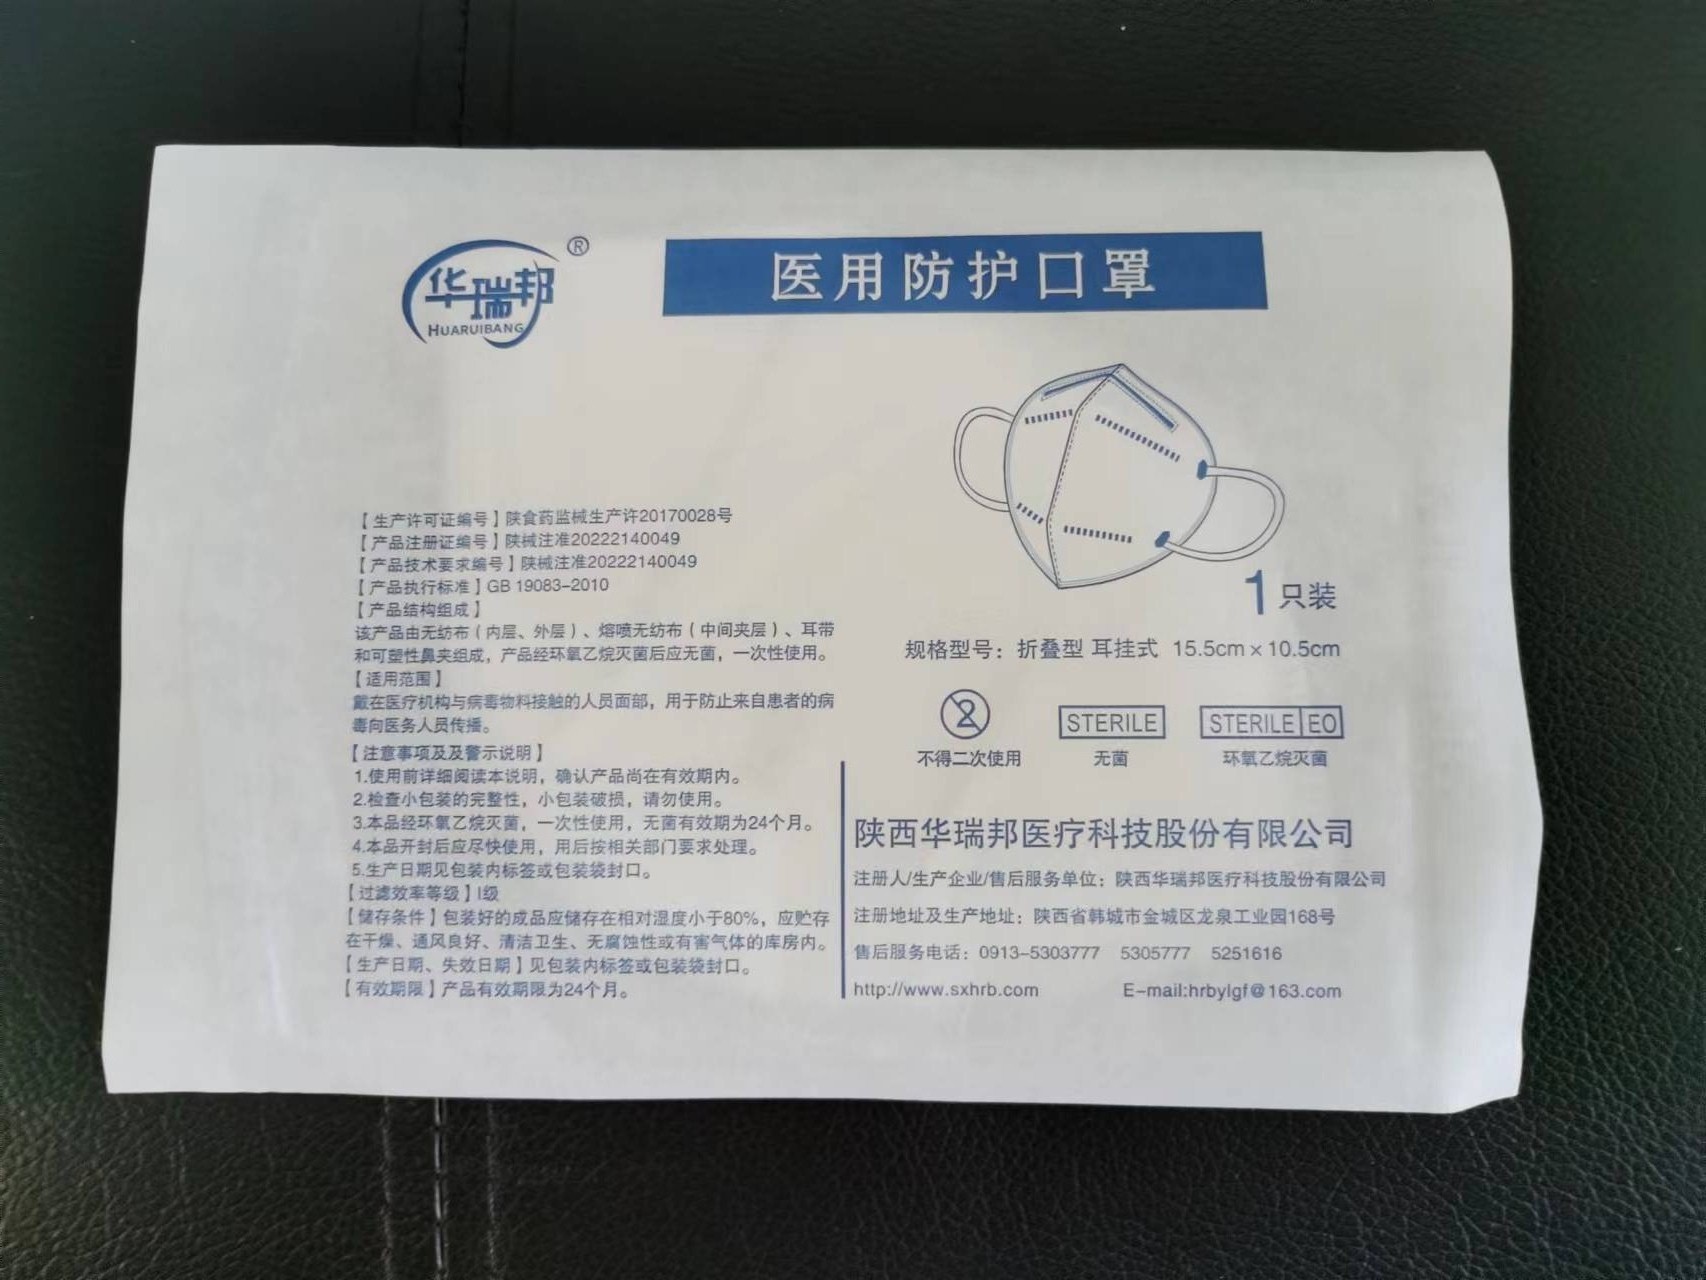 华瑞邦®
HUARUIBANG
医用防护口罩
【生产许可证编号】陕食药监械生产许20170028号
【产品注册证编号】陕械注准20222140049
【产品技术要求编号】陕械注准20222140049
【产品执行标准】GB 19083-2010
【产品结构组成】
该产品由无纺布（内层、外层）、熔喷无纺布（中间夹层）、耳带
和可塑性鼻夹组成，产品经环氧乙烷灭菌后应无菌，一次性使用。
【适用范围】
戴在医疗机构与病毒物料接触的人员面部，用于防止来自患者的病
毒向医务人员传播。
【注意事项及及警示说明】
1.使用前详细阅读本说明，确认产品尚在有效期内。
2.检查小包装的完整性，小包装破损，请勿使用。
3.本品经环氧乙烷灭菌，一次性使用，无菌有效期为24个月。
4.本品开封后应尽快使用，用后按相关部门要求处理。
5.生产日期见包装内标签或包装袋封口。
【过滤效率等级】I级
【储存条件】包装好的成品应储存在相对湿度小于80%，应贮存
在干燥、通风良好、清洁卫生、无腐蚀性或有害气体的库房内。
【生产日期、失效日期】见包装内标签或包装袋封口。
【有效期限】产品有效期限为24个月。
1只装
规格型号：折叠型 耳挂式 15.5cm×10.5cm
2 STERILE STERILE EO
不得二次使用 无菌 环氧乙烷灭菌
陕西华瑞邦医疗科技股份有限公司
注册人/生产企业/售后服务单位：陕西华瑞邦医疗科技股份有限公司
注册地址及生产地址：陕西省韩城市金城区龙泉工业园168号
售后服务电话：0913-5303777 5305777 5251616
http://www.sxhrb.com E-mail:hrbylgf@163.com